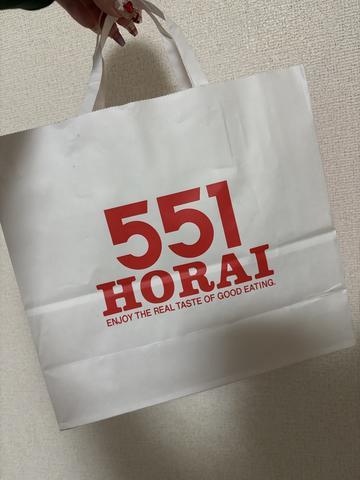 551
HORAI
ENJOY THE REAL TASTE OF GOOD EATING.